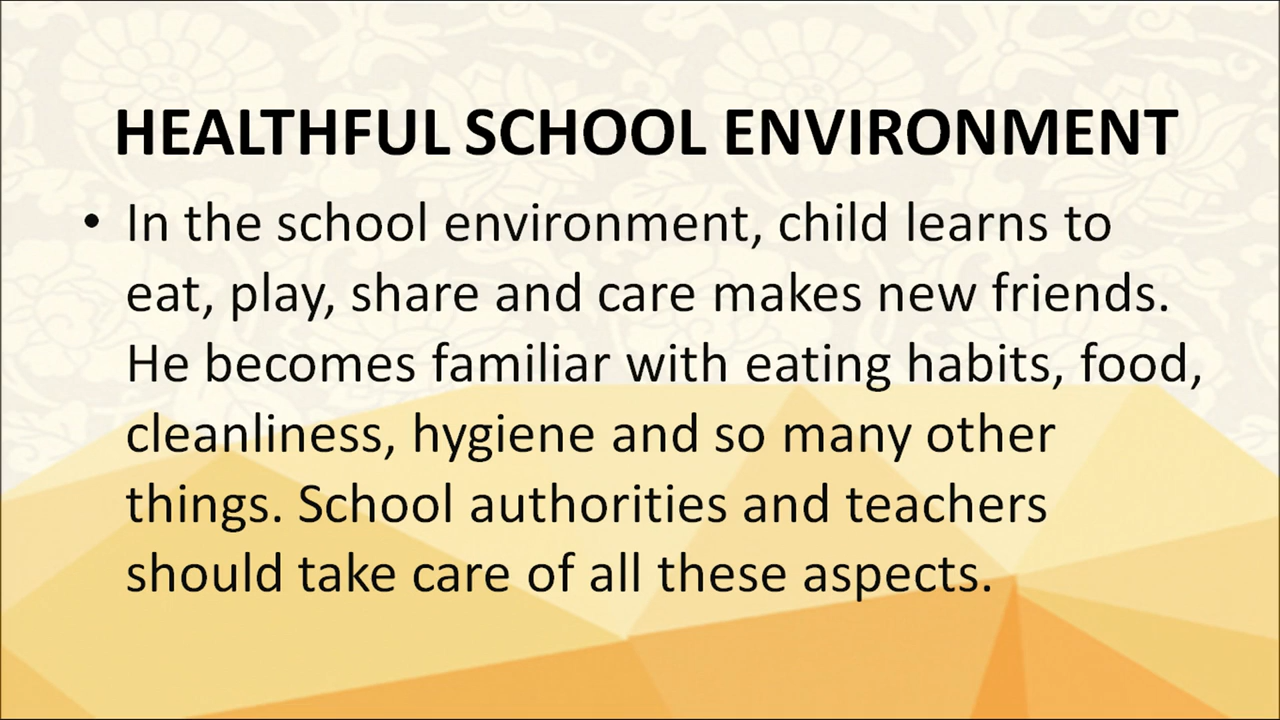 HEALTHFUL SCHOOL ENVIRONMENT
• In the school environment, child learns to
eat, play, share and care makes new friends.
He becomes familiar with eating habits, food,
cleanliness, hygiene and so many other
things. School authorities and teachers
should take care of all these aspects.